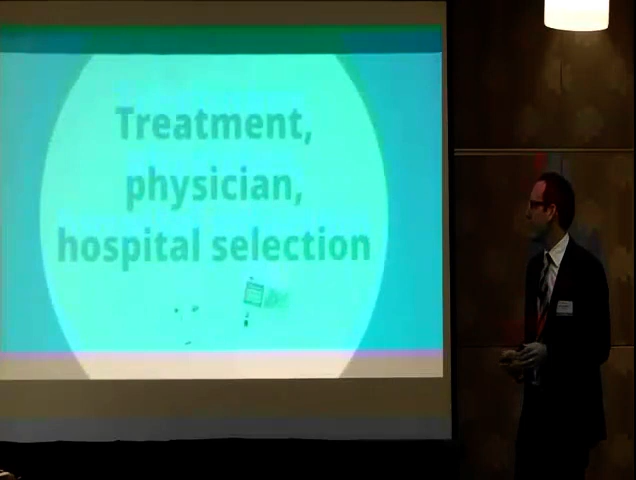 Treatment,
physician,
hospital selection